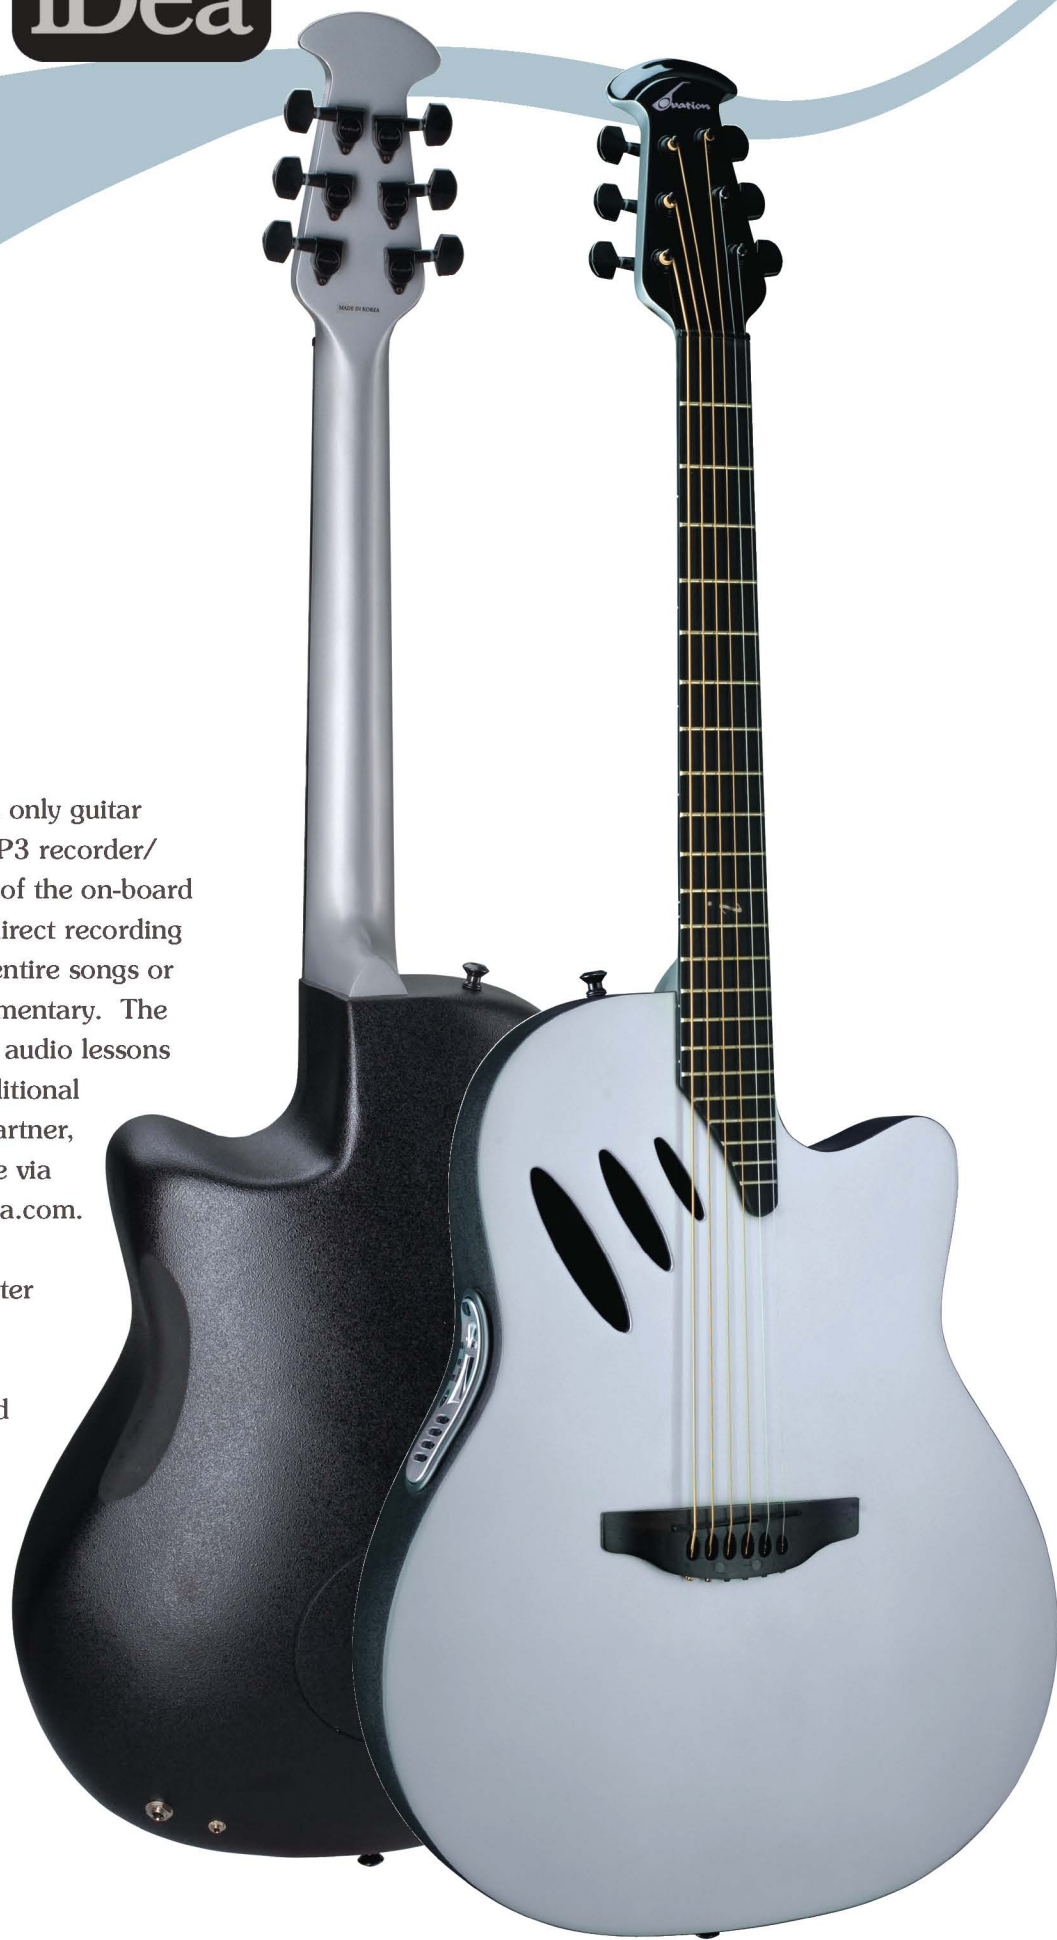 iDea
Ovation
MADE IN KOREA
only guitar
P3 recorder/
of the on-board
irect recording
entire songs or
mentary. The
audio lessons
ditional
artner,
e via
a.com.
ter
d
i